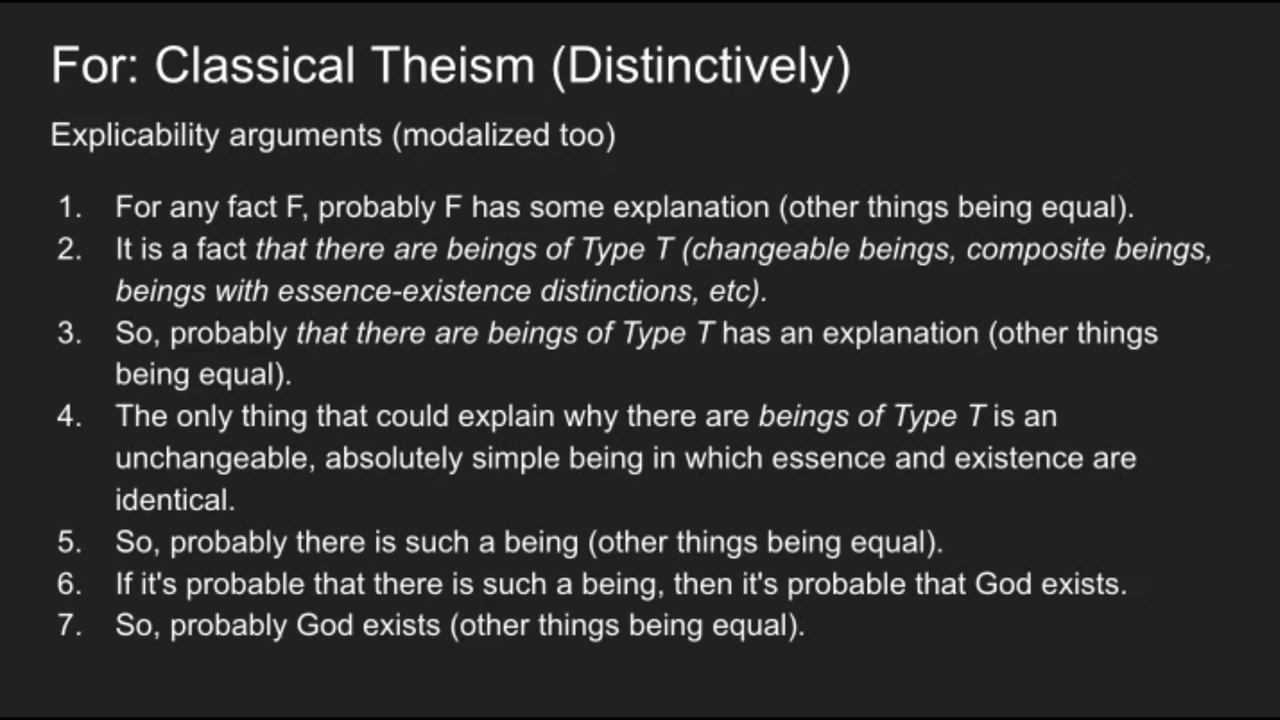 For: Classical Theism (Distinctively)
Explicability arguments (modalized too)
1. For any fact F, probably F has some explanation (other things being equal).
2. It is a fact that there are beings of Type T (changeable beings, composite beings,
beings with essence-existence distinctions, etc).
3. So, probably that there are beings of Type T has an explanation (other things
being equal).
4. The only thing that could explain why there are beings of Type T is an
unchangeable, absolutely simple being in which essence and existence are
identical.
5. So, probably there is such a being (other things being equal).
6. If it's probable that there is such a being, then it's probable that God exists.
7. So, probably God exists (other things being equal).